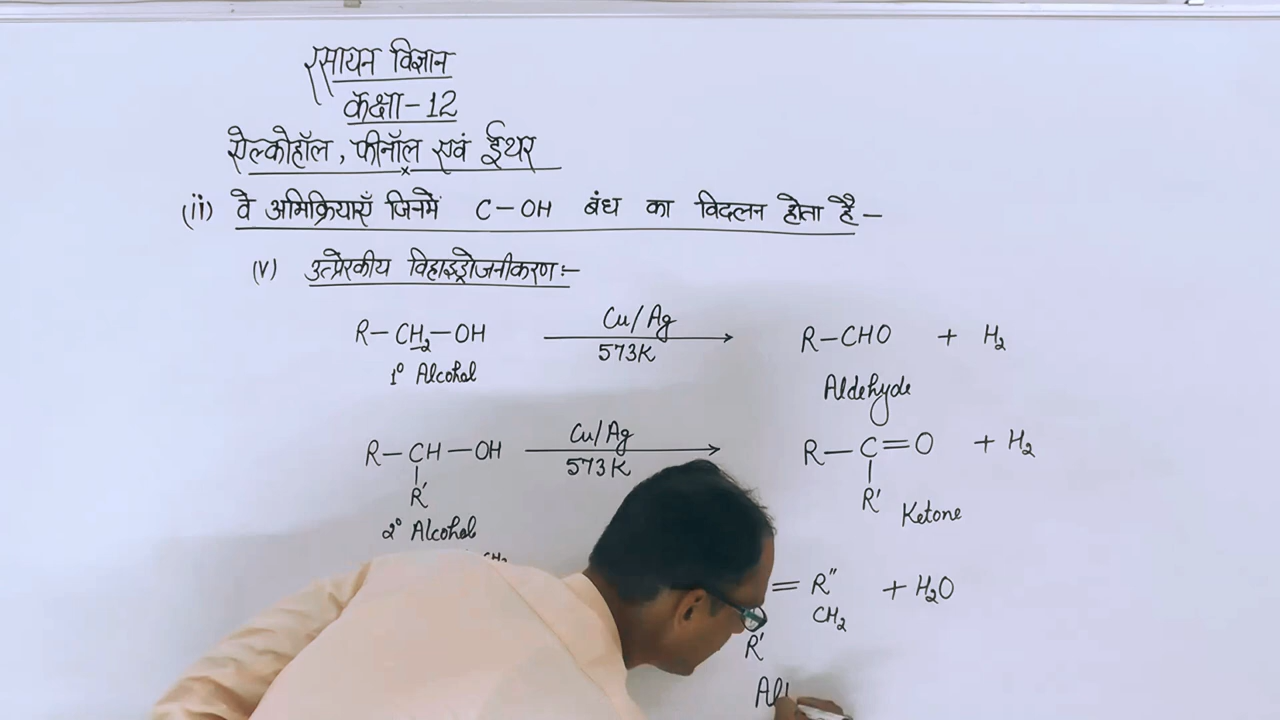 रसायन विज्ञान
कक्षा-12
ऐल्कोहॉल, फीनॉल एवं ईथर
(ii) वे अभिक्रियाएँ जिनमें C-OH बंध का विदलन होता है-
(V) उत्प्रेरकीय विहाइड्रोजनीकरण:-
R-CH₂-OH Cu/Ag 573K R-CHO + H₂
1° Alcohol Aldehyde
R-CH-OH Cu/Ag 573K R-C=O + H₂
R' R' Ketone
2° Alcohol
CH₂
= R" + H₂O
CH₂
R'